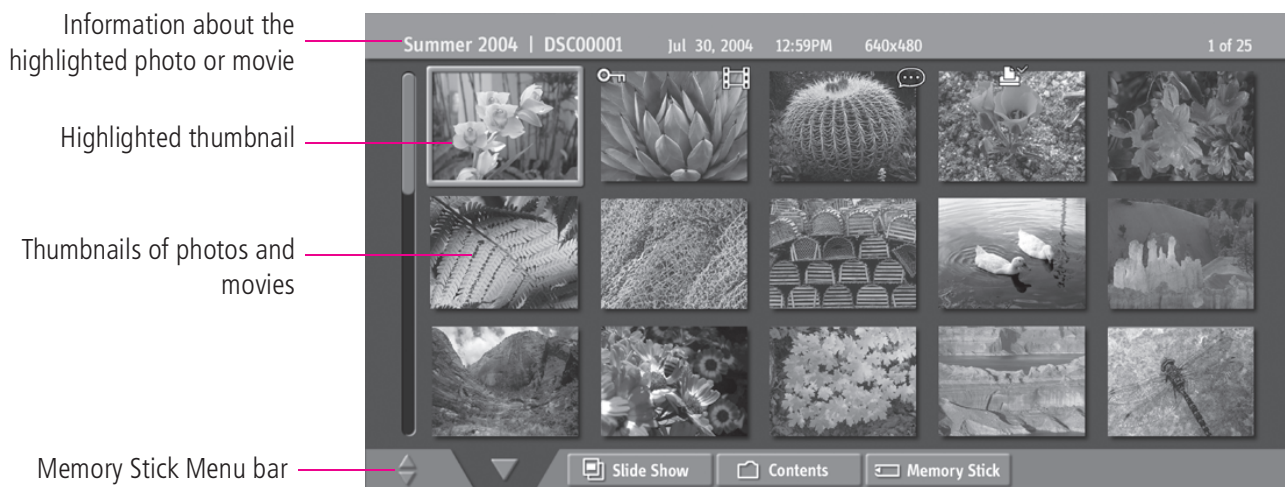 Information about the
highlighted photo or movie
Summer 2004 | DSC00001 Jul 30, 2004 12:59PM 640x480 1 of 25
Highlighted thumbnail
Thumbnails of photos and
movies
Memory Stick Menu bar
Slide Show Contents Memory Stick